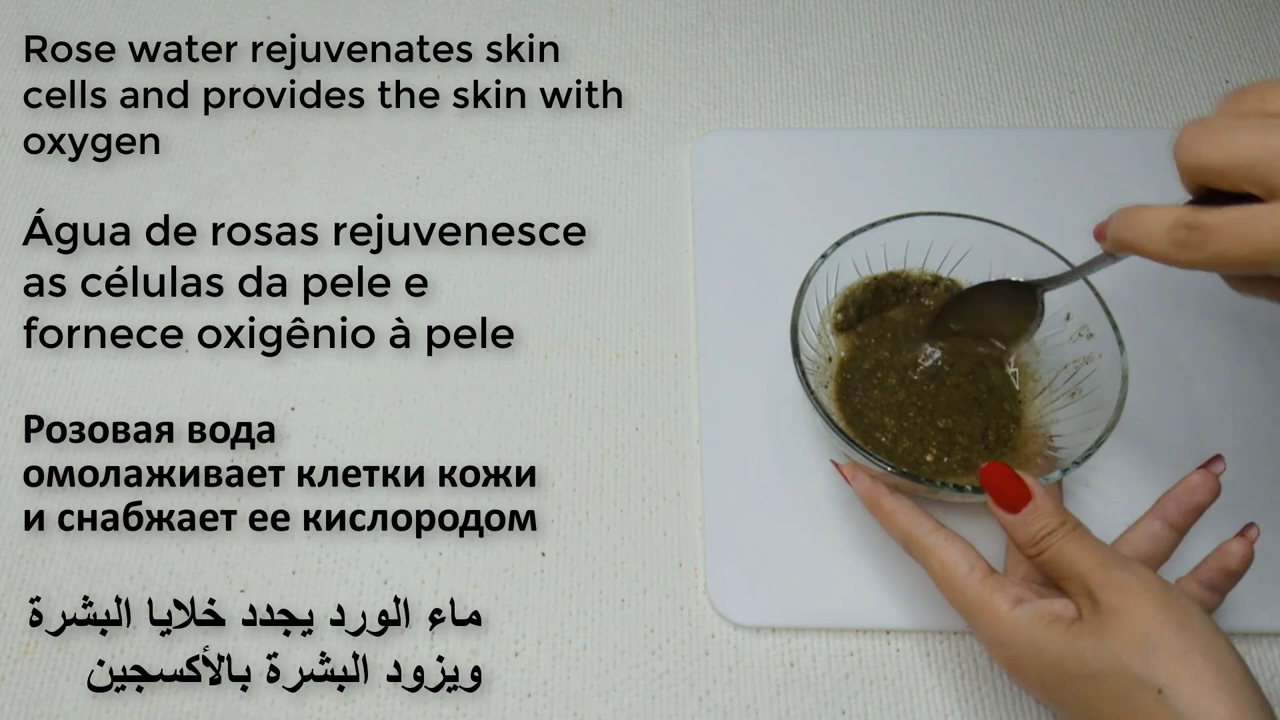 Rose water rejuvenates skin
cells and provides the skin with
oxygen
Água de rosas rejuvenesce
as células da pele e
fornece oxigênio à pele
Розовая вода
омолаживает клетки кожи
и снабжает ее кислородом
ماء الورد يجدد خلايا البشرة
ويزود البشرة بالأكسجين